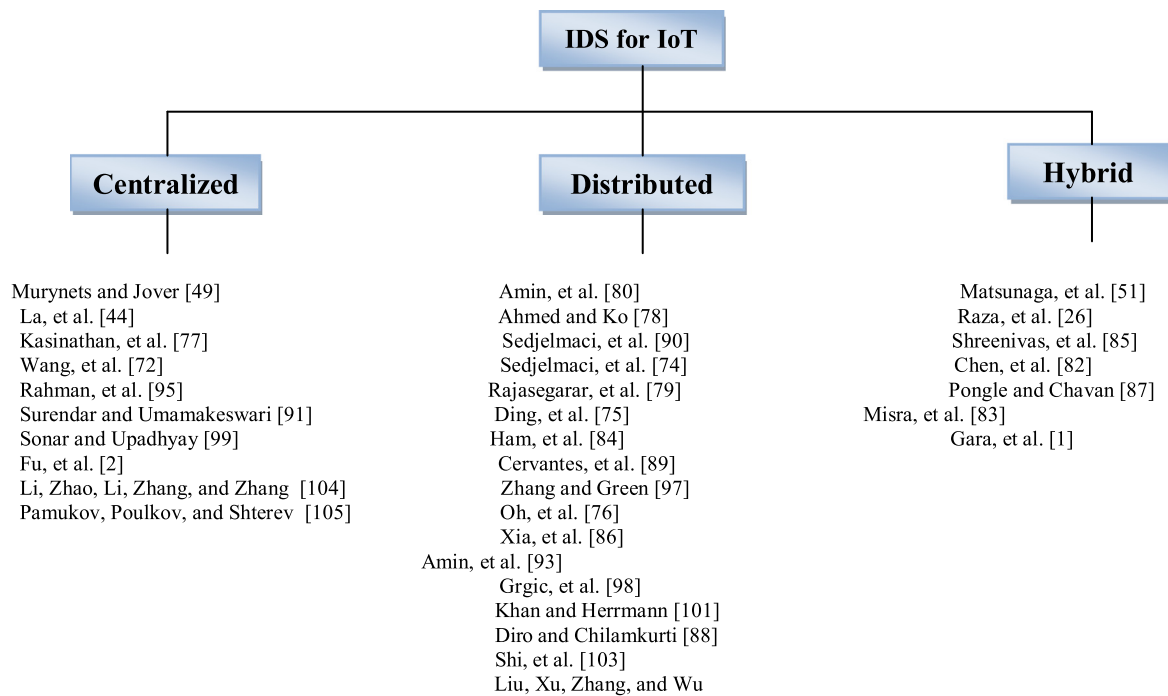 IDS for IoT
Centralized
Distributed
Hybrid
Murynets and Jover [49]
La, et al. [44]
Kasinathan, et al. [77]
Wang, et al. [72]
Rahman, et al. [95]
Surendar and Umamakeswari [91]
Sonar and Upadhyay [99]
Fu, et al. [2]
Li, Zhao, Li, Zhang, and Zhang [104]
Pamukov, Poulkov, and Shterev [105]
Amin, et al. [80]
Ahmed and Ko [78]
Sedjelmaci, et al. [90]
Sedjelmaci, et al. [74]
Rajasegarar, et al. [79]
Ding, et al. [75]
Ham, et al. [84]
Cervantes, et al. [89]
Zhang and Green [97]
Oh, et al. [76]
Xia, et al. [86]
Amin, et al. [93]
Grgic, et al. [98]
Khan and Herrmann [101]
Diro and Chilamkurti [88]
Shi, et al. [103]
Liu, Xu, Zhang, and Wu
Matsunaga, et al. [51]
Raza, et al. [26]
Shreenivas, et al. [85]
Chen, et al. [82]
Pongle and Chavan [87]
Misra, et al. [83]
Gara, et al. [1]